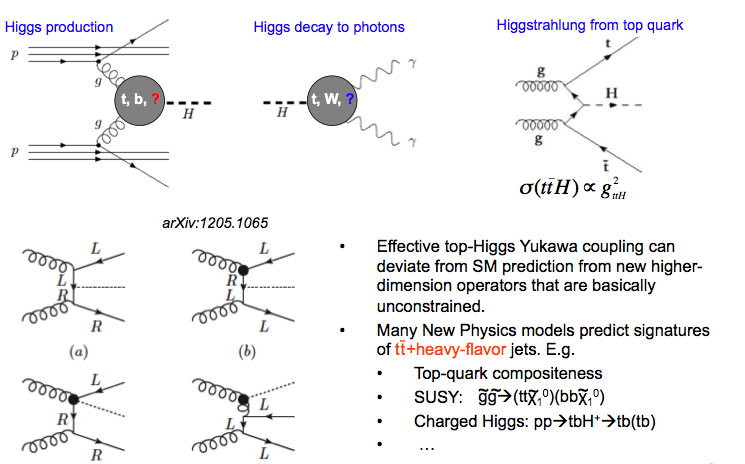 Higgs production
Higgs decay to photons
Higgstrahlung from top quark
p
g
t, b, ?
H
g
p
t, W, ?
H
γ
γ
t
g
H
g
t̄
σ(tt̄H) ∝ g²ttH
arXiv:1205.1065
L
L
R
R
(a)
L
R
L
L
(b)
L
R
R
L
L
L
• Effective top-Higgs Yukawa coupling can
deviate from SM prediction from new higher-
dimension operators that are basically
unconstrained.
• Many New Physics models predict signatures
of tt̄+heavy-flavor jets. E.g.
• Top-quark compositeness
• SUSY: g̃g̃→(ttχ̃₁⁰)(bbχ̃₁⁰)
• Charged Higgs: pp→tbH⁺→tb(tb)
• …